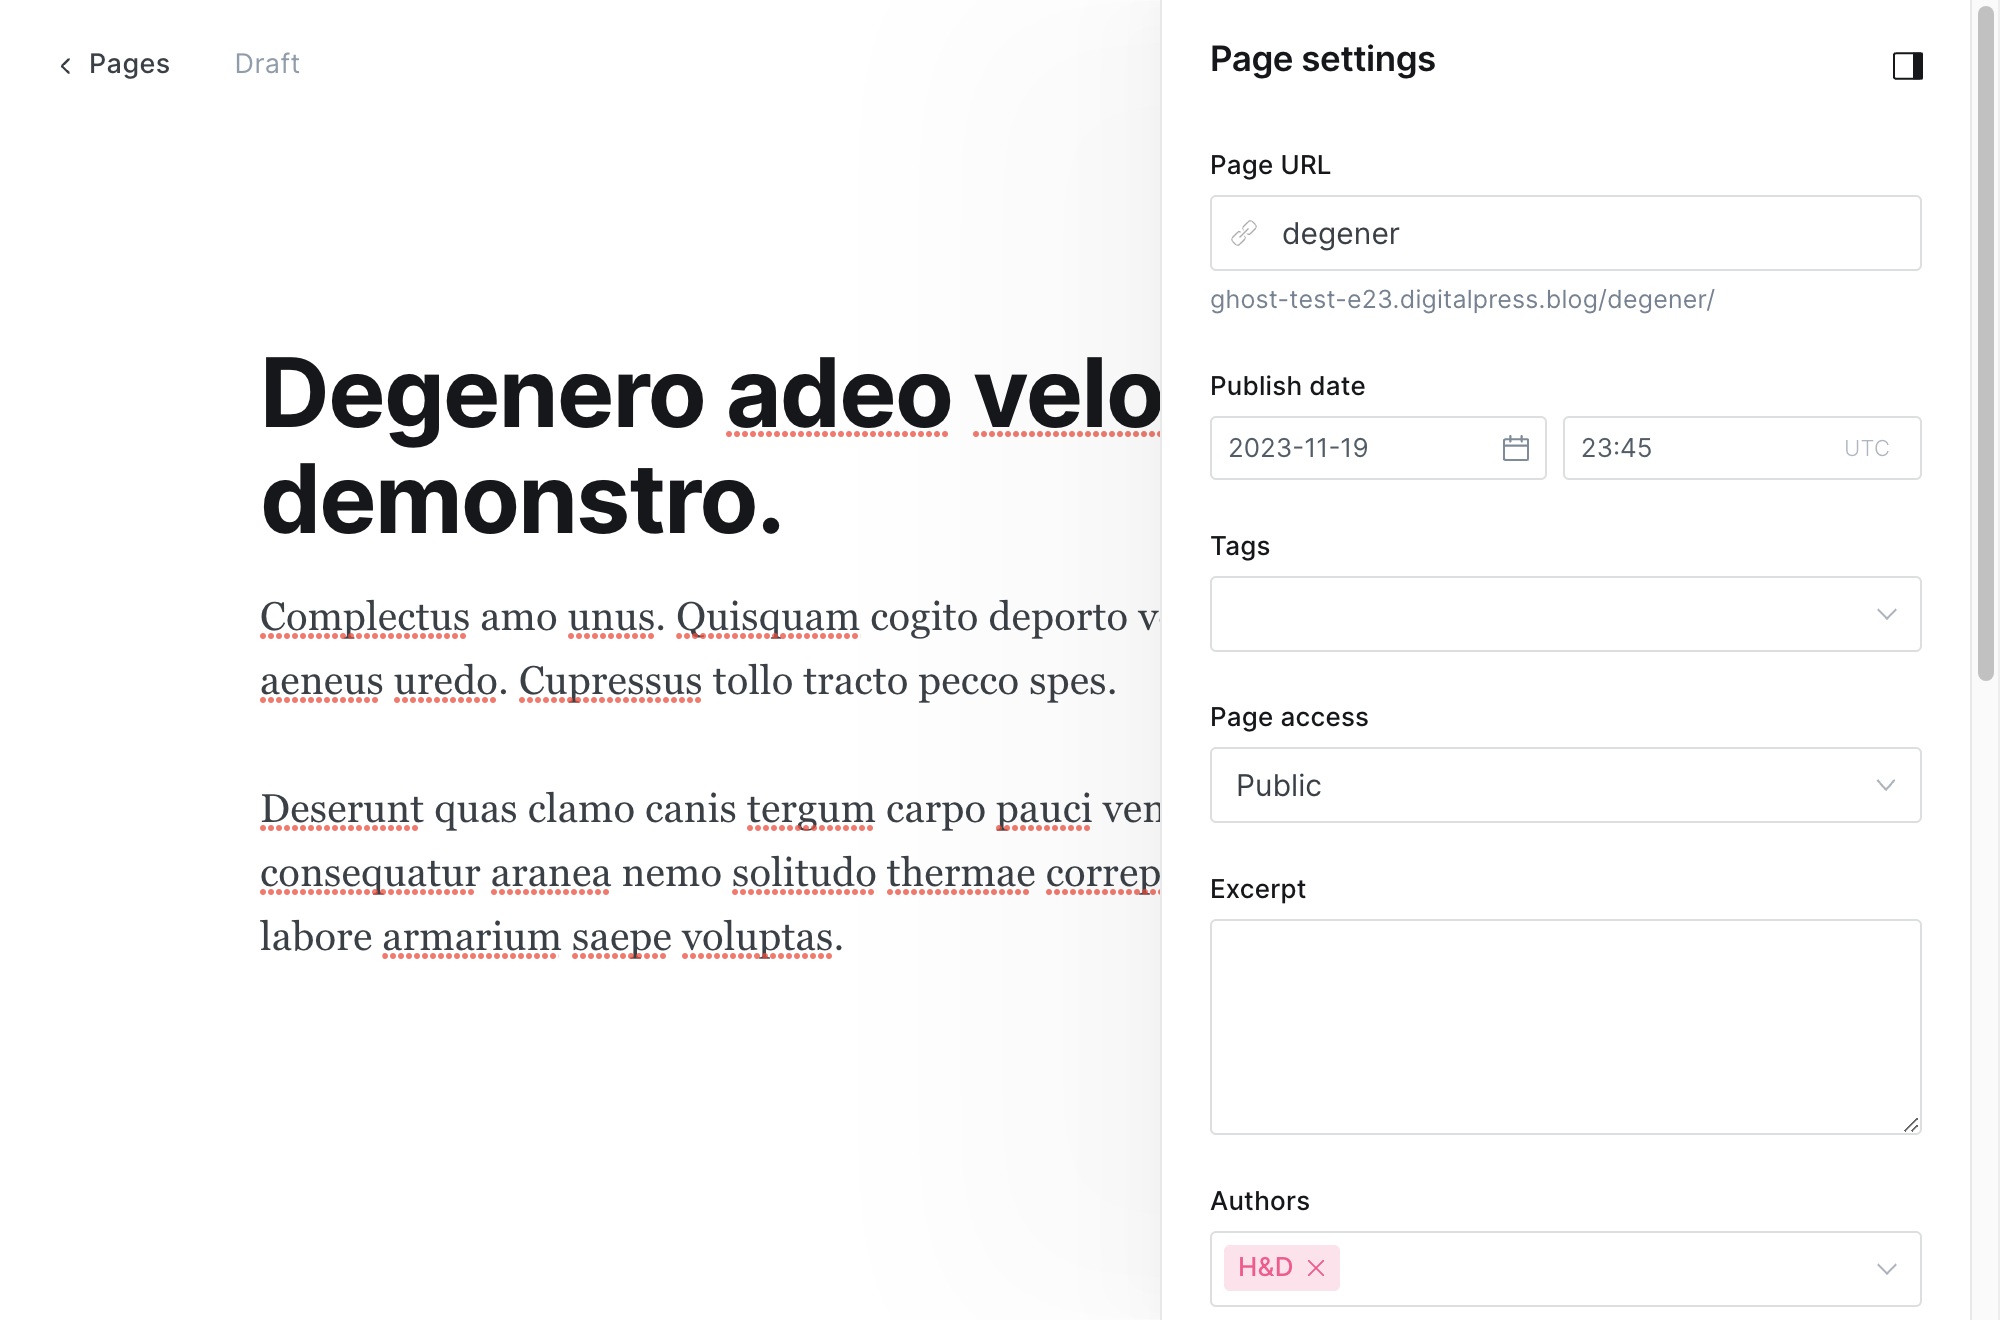 Pages Draft
Degenero adeo velo
demonstro.
Complectus amo unus. Quisquam cogito deporto
aeneus uredo. Cupressus tollo tracto pecco spes.
Deserunt quas clamo canis tergum carpo pauci
consequatur aranea nemo solitudo thermae
labore armarium saepe voluptas.
Page settings
Page URL
degener
ghost-test-e23.digitalpress.blog/degener/
Publish date
2023-11-19 23:45 UTC
Tags
Page access
Public
Excerpt
Authors
H&D